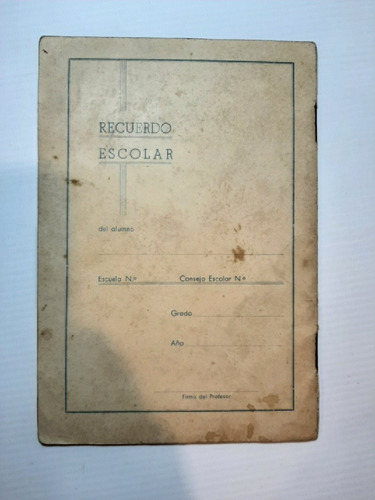 RECUERDO
ESCOLAR
del alumno
Escuela N.º Consejo Escolar N.º
Grado
Año
Firma del Profesor